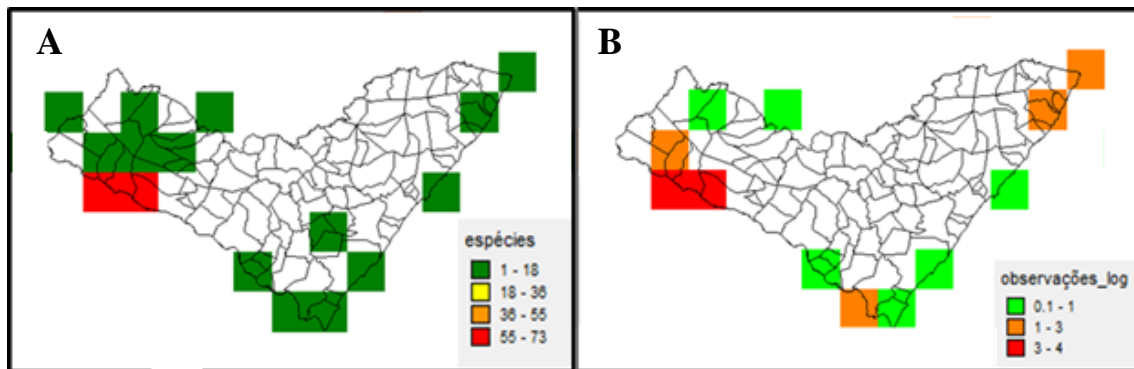 A
espécies
1 - 18
18 - 36
36 - 55
55 - 73
B
observações_log
0.1 - 1
1 - 3
3 - 4